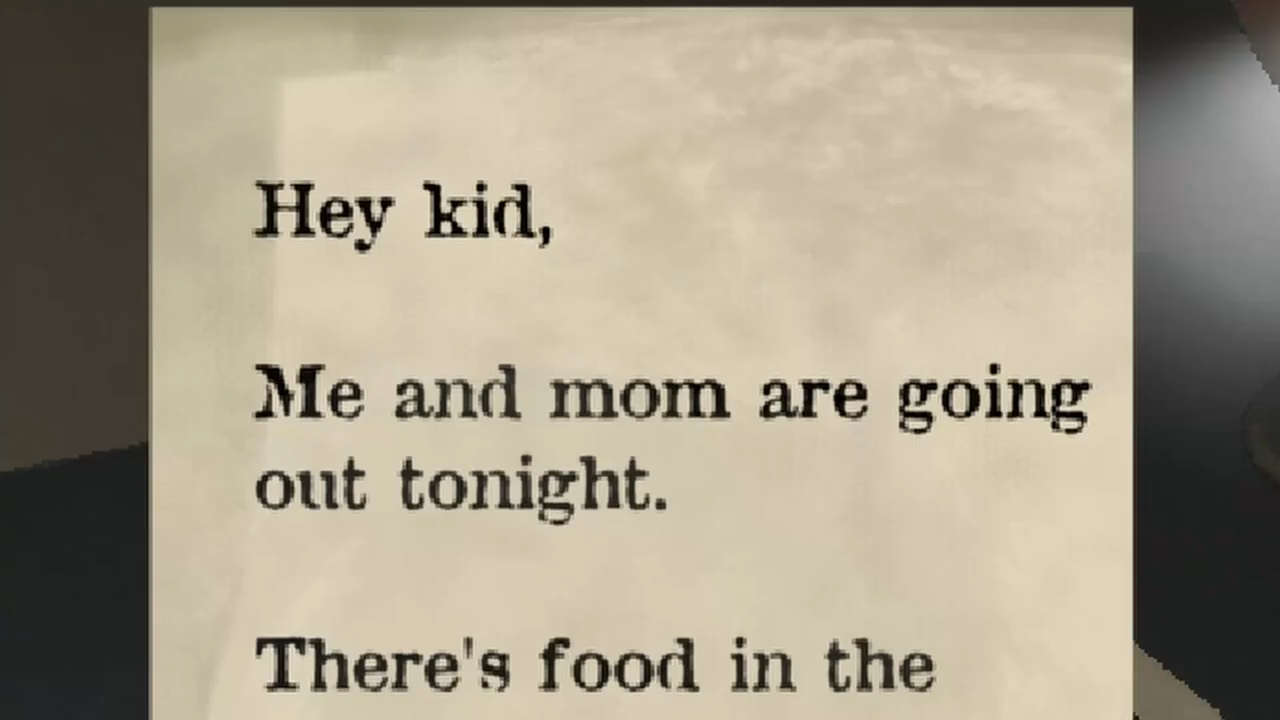 Hey kid,
Me and mom are going
out tonight.
There's food in the